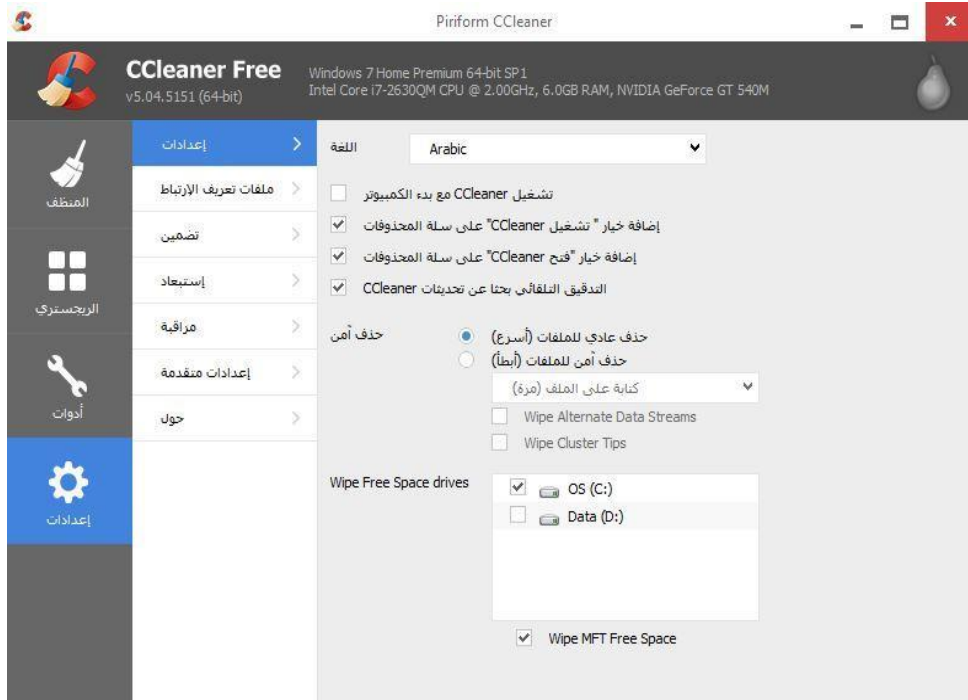 Piriform CCleaner
CCleaner Free
v5.04.5151 (64-bit)
Windows 7 Home Premium 64-bit SP1
Intel Core i7-2630QM CPU @ 2.00GHz, 6.0GB RAM, NVIDIA GeForce GT 540M
المنظف
الريجستري
أدوات
إعدادات
إعدادات
ملفات تعريف الإرتباط
تضمين
إستبعاد
مراقبة
إعدادات متقدمة
حول
اللغة
Arabic
تشغيل CCleaner مع بدء الكمبيوتر
إضافة خيار " تشغيل CCleaner" على سلة المحذوفات
إضافة خيار "فتح CCleaner" على سلة المحذوفات
التدقيق التلقائي بحثا عن تحديثات CCleaner
حذف آمن
حذف عادي للملفات (أسرع)
حذف آمن للملفات (أبطأ)
كتابة على الملف (مرة)
Wipe Alternate Data Streams
Wipe Cluster Tips
Wipe Free Space drives
OS (C:)
Data (D:)
Wipe MFT Free Space